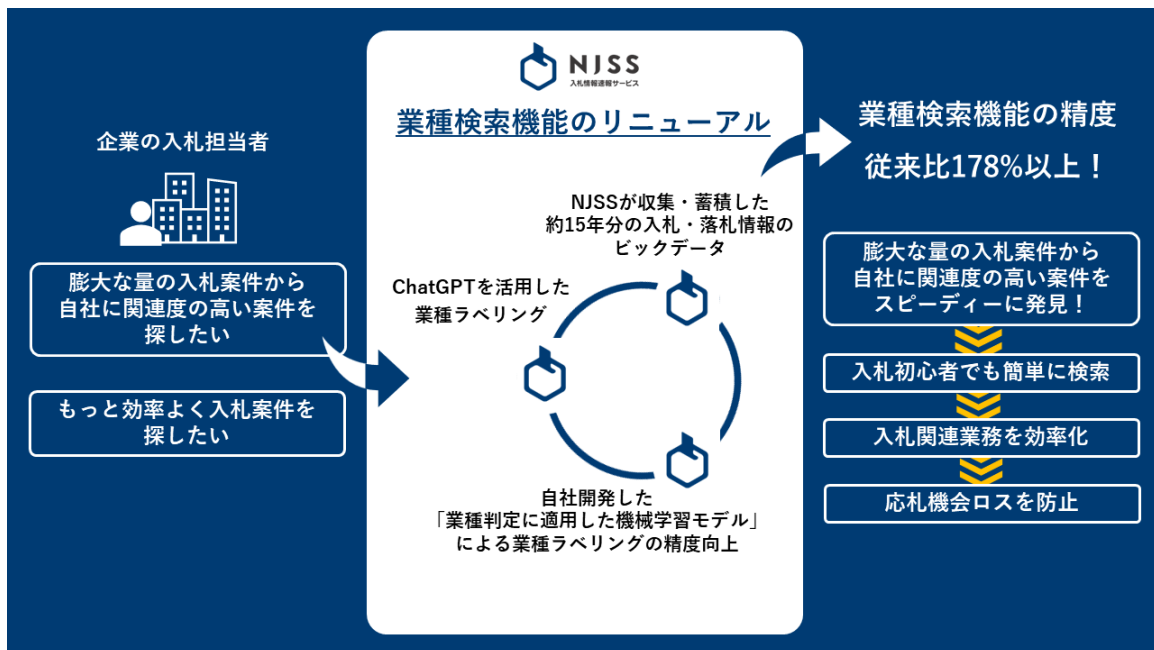 企業の入札担当者
膨大な量の入札案件から
自社に関連度の高い案件を
探したい
もっと効率よく入札案件を
探したい
NJSS
入札情報速報サービス
業種検索機能のリニューアル
NJSSが収集・蓄積した
約15年分の入札・落札情報の
ビックデータ
ChatGPTを活用した
業種ラベリング
自社開発した
「業種判定に適用した機械学習モデル」
による業種ラベリングの精度向上
業種検索機能の精度
従来比178%以上！
膨大な量の入札案件から
自社に関連度の高い案件を
スピーディーに発見！
入札初心者でも簡単に検索
入札関連業務を効率化
応札機会ロスを防止